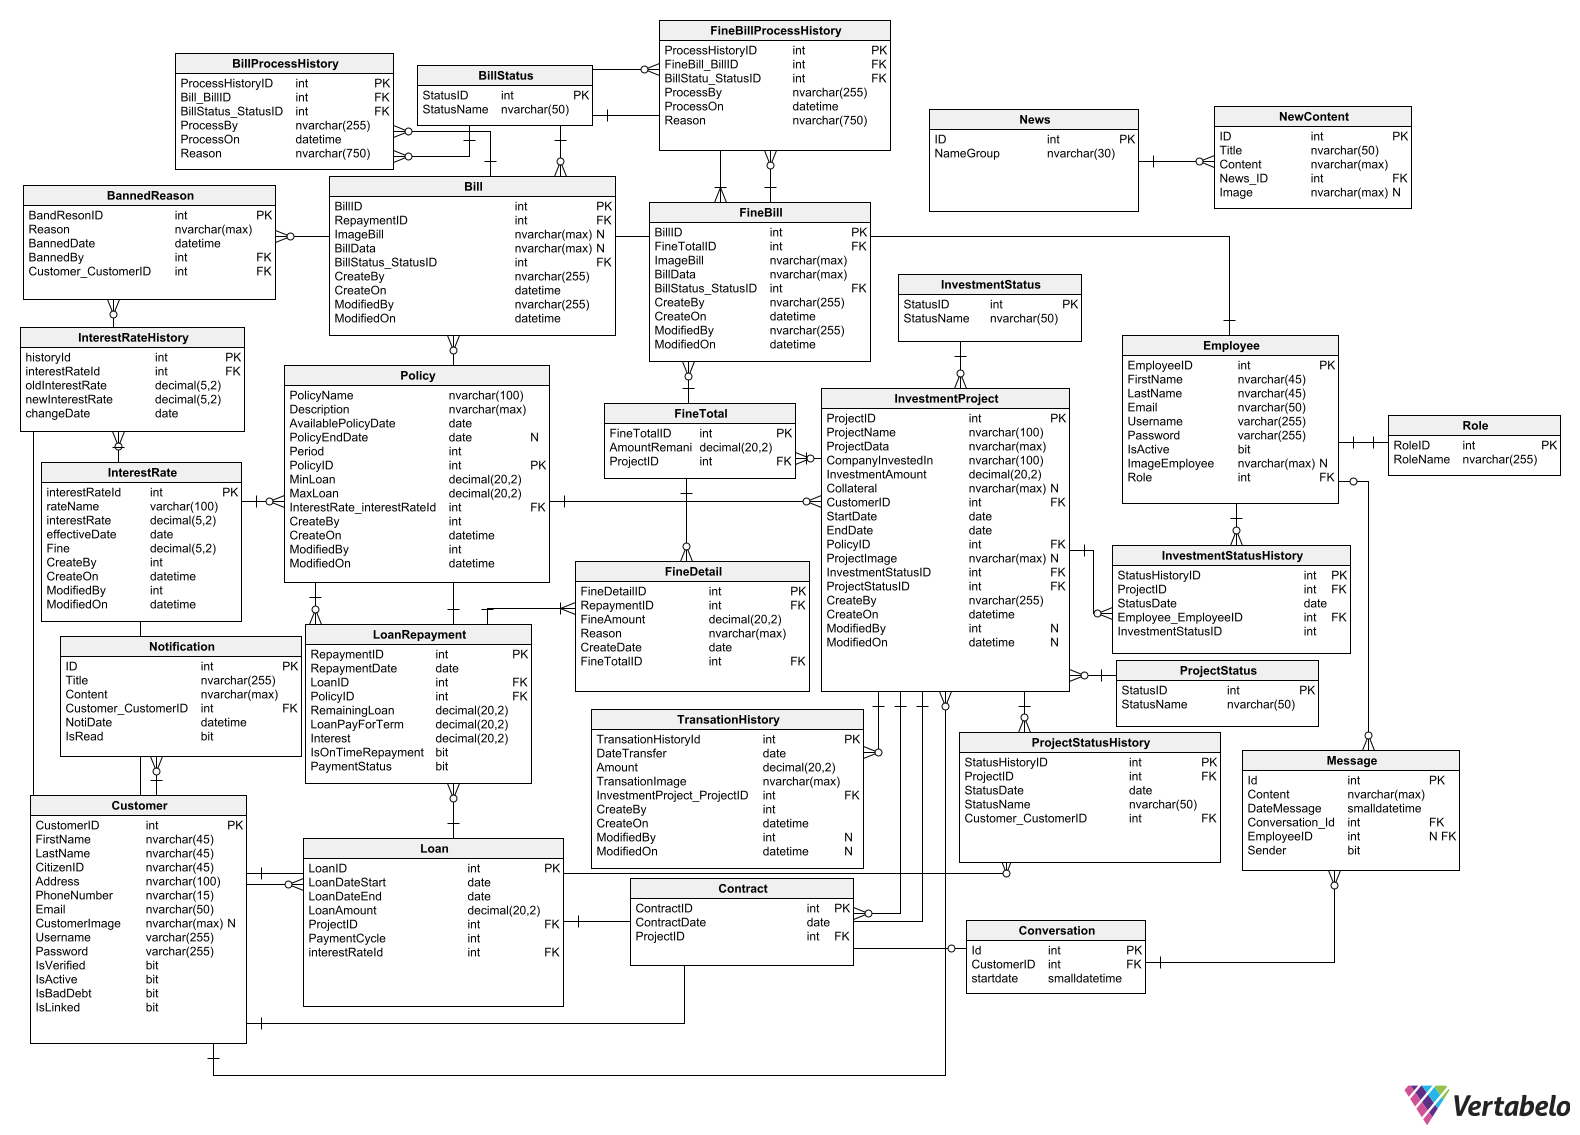 FineBillProcessHistory
ProcessHistoryID int PK
FineBill_BillID int FK
BillStatu_StatusID int FK
ProcessBy nvarchar(255)
ProcessOn datetime
Reason nvarchar(750)
BillProcessHistory
ProcessHistoryID int PK
Bill_BillID int FK
BillStatus_StatusID int FK
ProcessBy nvarchar(255)
ProcessOn datetime
Reason nvarchar(750)
BillStatus
StatusID int PK
StatusName nvarchar(50)
News
ID int PK
NameGroup nvarchar(30)
NewContent
ID int PK
Title nvarchar(50)
Content nvarchar(max)
News_ID int FK
Image nvarchar(max) N
BannedReason
BandResonID int PK
Reason nvarchar(max)
BannedDate datetime
BannedBy int FK
Customer_CustomerID int FK
Bill
BillID int PK
RepaymentID int FK
ImageBill nvarchar(max) N
BillData nvarchar(max) N
BillStatus_StatusID int FK
CreateBy nvarchar(255)
CreateOn datetime
ModifiedBy nvarchar(255)
ModifiedOn datetime
FineBill
BillID int PK
FineTotalID int FK
ImageBill nvarchar(max)
BillData nvarchar(max)
BillStatus_StatusID int FK
CreateBy nvarchar(255)
CreateOn datetime
ModifiedBy nvarchar(255)
ModifiedOn datetime
InvestmentStatus
StatusID int PK
StatusName nvarchar(50)
InterestRateHistory
historyId int PK
interestRateId int FK
oldInterestRate decimal(5,2)
newInterestRate decimal(5,2)
changeDate date
Employee
EmployeeID int PK
FirstName nvarchar(45)
LastName nvarchar(45)
Email nvarchar(50)
Username varchar(255)
Password varchar(255)
IsActive bit
ImageEmployee nvarchar(max) N
Role int FK
Policy
PolicyName nvarchar(100)
Description nvarchar(max)
AvailablePolicyDate date
PolicyEndDate date N
Period int
PolicyID int PK
MinLoan decimal(20,2)
MaxLoan decimal(20,2)
InterestRate_interestRateId int FK
CreateBy int
CreateOn datetime
ModifiedBy int
ModifiedOn datetime
InvestmentProject
ProjectID int PK
ProjectName nvarchar(100)
ProjectData nvarchar(max)
CompanyInvestedIn nvarchar(100)
InvestmentAmount decimal(20,2)
Collateral nvarchar(max) N
CustomerID int FK
StartDate date
EndDate date
PolicyID int FK
ProjectImage nvarchar(max) N
InvestmentStatusID int FK
ProjectStatusID int FK
CreateBy nvarchar(255)
CreateOn datetime
ModifiedBy int N
ModifiedOn datetime N
FineTotal
FineTotalID int PK
AmountRemani decimal(20,2)
ProjectID int FK
Role
RoleID int PK
RoleName nvarchar(255)
InterestRate
interestRateId int PK
rateName varchar(100)
interestRate decimal(5,2)
effectiveDate date
Fine decimal(5,2)
CreateBy int
CreateOn datetime
ModifiedBy int
ModifiedOn datetime
InvestmentStatusHistory
StatusHistoryID int PK
ProjectID int FK
StatusDate date
Employee_EmployeeID int FK
InvestmentStatusID int
FineDetail
FineDetailID int PK
RepaymentID int FK
FineAmount decimal(20,2)
Reason nvarchar(max)
CreateDate date
FineTotalID int FK
LoanRepayment
RepaymentID int PK
RepaymentDate date
LoanID int FK
PolicyID int FK
RemainingLoan decimal(20,2)
LoanPayForTerm decimal(20,2)
Interest decimal(20,2)
IsOnTimeRepayment bit
PaymentStatus bit
Notification
ID int PK
Title nvarchar(255)
Content nvarchar(max)
Customer_CustomerID int FK
NotiDate datetime
IsRead bit
ProjectStatus
StatusID int PK
StatusName nvarchar(50)
TransationHistory
TransationHistoryId int PK
DateTransfer date
Amount decimal(20,2)
TransationImage nvarchar(max)
InvestmentProject_ProjectID int FK
CreateBy int
CreateOn datetime
ModifiedBy int N
ModifiedOn datetime N
ProjectStatusHistory
StatusHistoryID int PK
ProjectID int FK
StatusDate date
StatusName nvarchar(50)
Customer_CustomerID int FK
Message
Id int PK
Content nvarchar(max)
DateMessage smalldatetime
Conversation_Id int FK
EmployeeID int N FK
Sender bit
Customer
CustomerID int PK
FirstName nvarchar(45)
LastName nvarchar(45)
CitizenID nvarchar(45)
Address nvarchar(100)
PhoneNumber nvarchar(15)
Email nvarchar(50)
CustomerImage nvarchar(max) N
Username varchar(255)
Password varchar(255)
IsVerified bit
IsActive bit
IsBadDebt bit
IsLinked bit
Loan
LoanID int PK
LoanDateStart date
LoanDateEnd date
LoanAmount decimal(20,2)
ProjectID int FK
PaymentCycle int
interestRateId int FK
Contract
ContractID int PK
ContractDate date
ProjectID int FK
Conversation
Id int PK
CustomerID int FK
startdate smalldatetime
Vertabelo